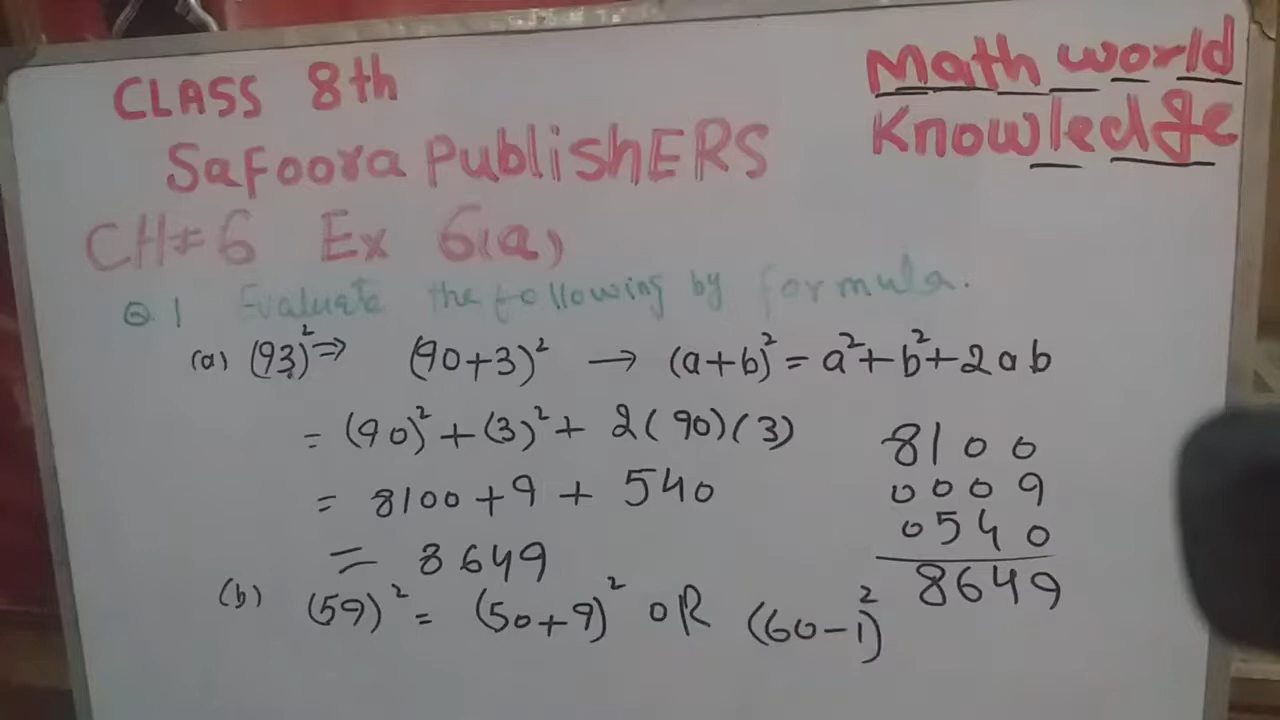 CLASS 8th
Safoora PUBlishERS
Math world
Knowledge
CH#6 Ex 6(a)
Q.1 Evaluate the following by formula.
(a) (93)² ⇒ (90+3)² → (a+b)² = a²+b²+2ab
= (90)² + (3)² + 2(90)(3)
= 8100+9 + 540
= 8649
8100
0009
0540
8649
(b) (59)² = (50+9)² OR (60-1)²